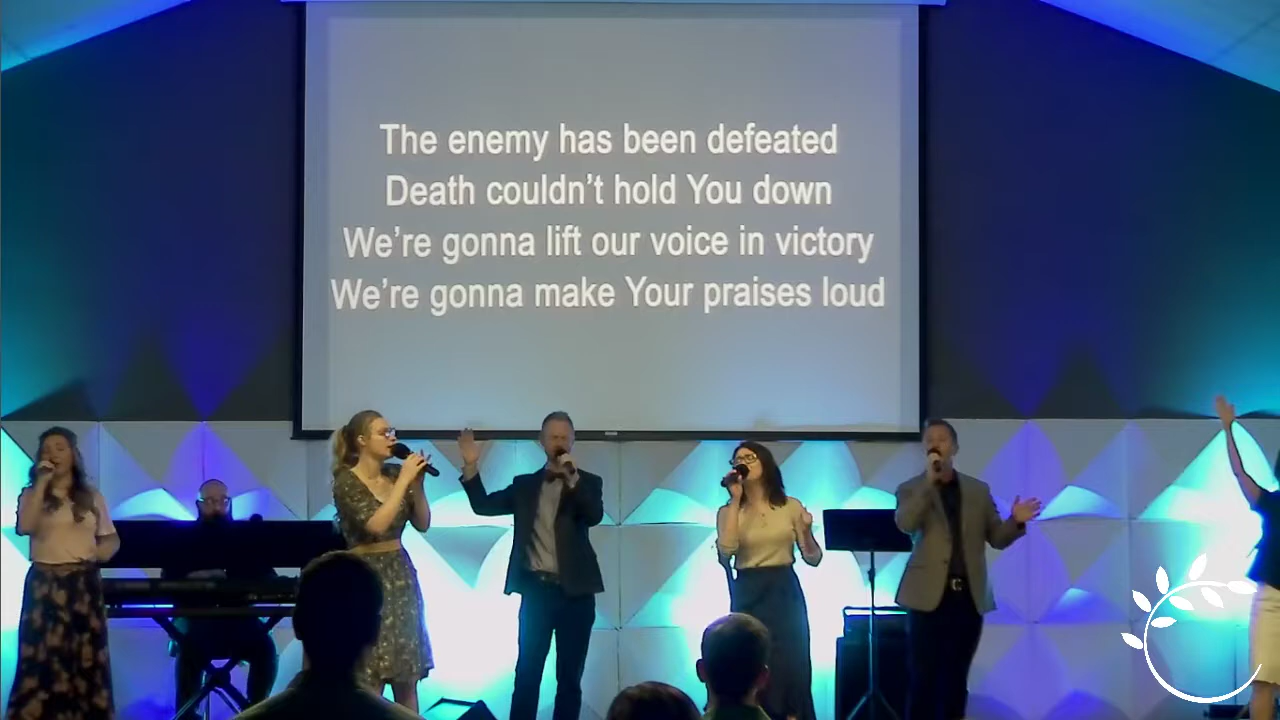 The enemy has been defeated
Death couldn't hold You down
We're gonna lift our voice in victory
We're gonna make Your praises loud